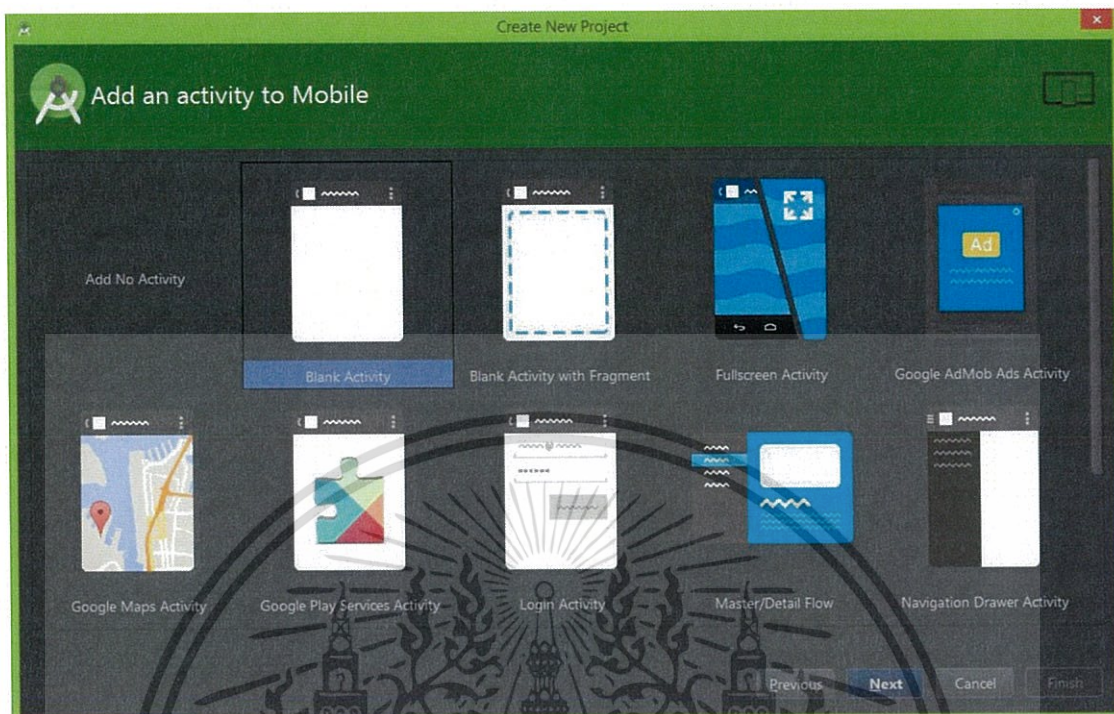 Create New Project
Add an activity to Mobile
Ad
Add No Activity
Blank Activity
Blank Activity with Fragment
Fullscreen Activity
Google AdMob Ads Activity
Google Maps Activity
Google Play Services Activity
Login Activity
Master/Detail Flow
Navigation Drawer Activity
Previous Next Cancel Finish